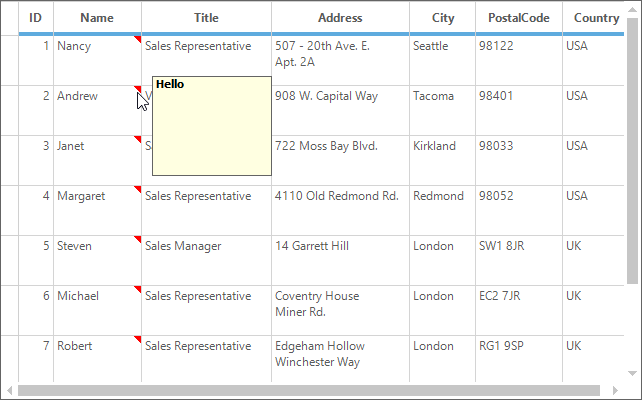 ID Name Title Address City PostalCode Country
1 Nancy Sales Representative 507 - 20th Ave. E. Seattle 98122 USA
Apt. 2A
Hello
2 Andrew V 908 W. Capital Way Tacoma 98401 USA
3 Janet S 722 Moss Bay Blvd. Kirkland 98033 USA
4 Margaret Sales Representative 4110 Old Redmond Rd. Redmond 98052 USA
5 Steven Sales Manager 14 Garrett Hill London SW1 8JR UK
6 Michael Sales Representative Coventry House London EC2 7JR UK
Miner Rd.
7 Robert Sales Representative Edgeham Hollow London RG1 9SP UK
Winchester Way